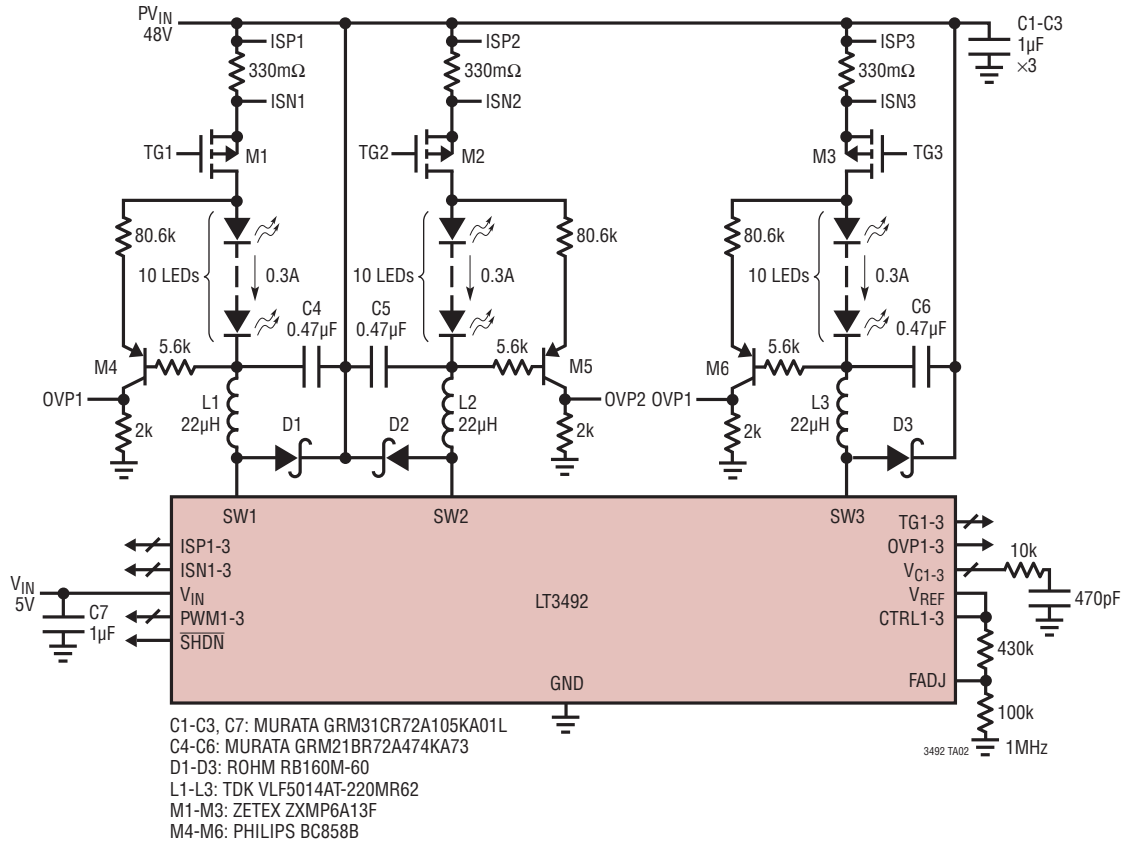 PVIN
48V
ISP1
330mΩ
ISN1
TG1
M1
ISP2
330mΩ
ISN2
TG2
M2
ISP3
330mΩ
ISN3
M3
TG3
C1-C3
1µF
×3
80.6k
10 LEDs
0.3A
C4
0.47µF
C5
0.47µF
10 LEDs
0.3A
80.6k
80.6k
10 LEDs
0.3A
C6
0.47µF
M4
5.6k
OVP1
2k
L1
22µH
D1
D2
L2
22µH
5.6k
M5
OVP2
2k
OVP1
M6
5.6k
2k
L3
22µH
D3
SW1
SW2
SW3
ISP1-3
ISN1-3
VIN
5V
VIN
C7
1µF
PWM1-3
SHDN
LT3492
GND
TG1-3
OVP1-3
VC1-3
VREF
CTRL1-3
FADJ
10k
470pF
430k
100k
1MHz
3492 TA02
C1-C3, C7: MURATA GRM31CR72A105KA01L
C4-C6: MURATA GRM21BR72A474KA73
D1-D3: ROHM RB160M-60
L1-L3: TDK VLF5014AT-220MR62
M1-M3: ZETEX ZXMP6A13F
M4-M6: PHILIPS BC858B